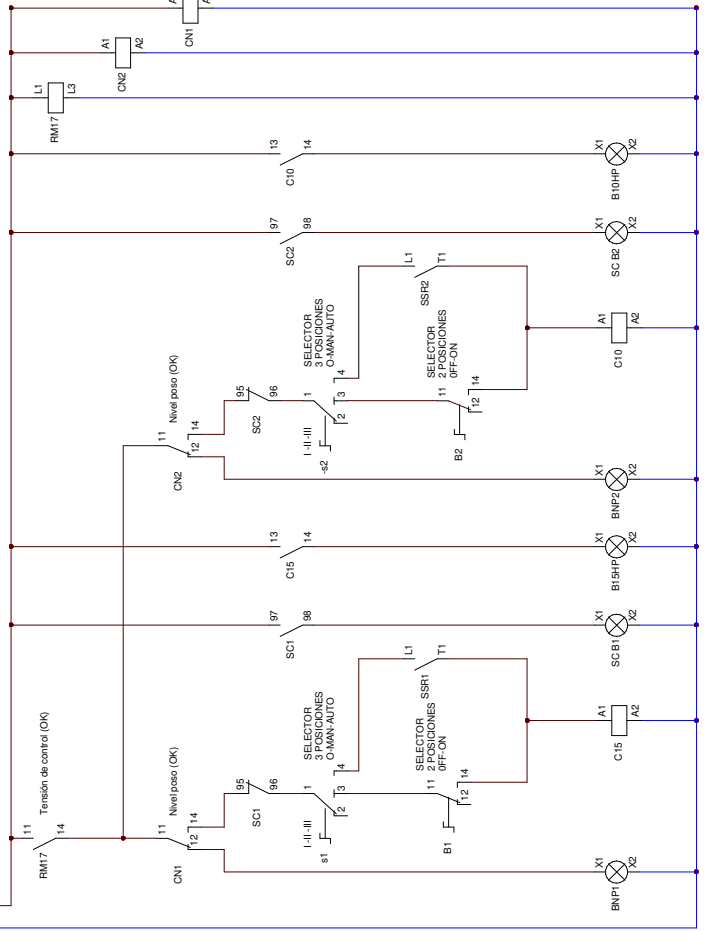 A
A
CN1
A1
A2
CN2
L1
L3
RM17
13
14
C10
X1
X2
B10HP
97
98
SC2
X1
X2
SC B2
L1
T1
SSR2
SELECTOR
3 POSICIONES
O-MAN-AUTO
SELECTOR
2 POSICIONES
0FF-ON
A1
A2
C10
Nivel poso (OK)
11
14
12
CN2
95
96
SC2
1
4
3
2
I -II -III
-s2
11
14
12
B2
X1
X2
BNP2
13
14
C15
X1
X2
B15HP
97
98
SC1
X1
X2
SC B1
L1
T1
SSR1
SELECTOR
3 POSICIONES
O-MAN-AUTO
SELECTOR
2 POSICIONES
0FF-ON
A1
A2
C15
Tensión de control (OK)
11
14
RM17
Nivel poso (OK)
11
14
12
CN1
95
96
SC1
1
4
3
2
I -II -III
s1
11
14
12
B1
X1
X2
BNP1